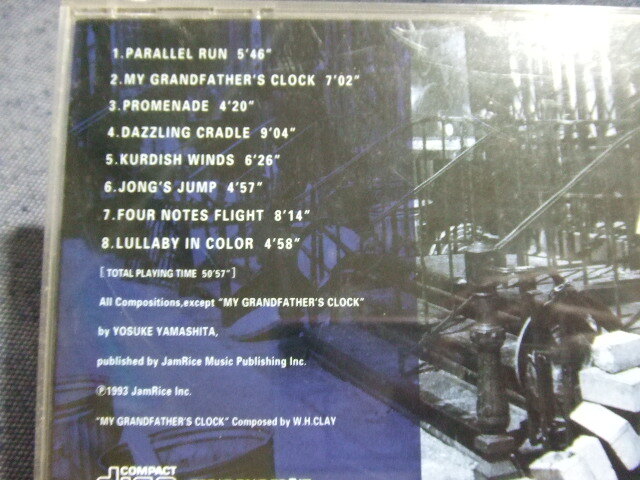 1.PARALLEL RUN 5'46"
2.MY GRANDFATHER'S CLOCK 7'02"
3.PROMENADE 4'20"
4.DAZZLING CRADLE 9'04"
5.KURDISH WINDS 6'26"
6.JONG'S JUMP 4'57"
7.FOUR NOTES FLIGHT 8'14"
8.LULLABY IN COLOR 4'58"
[ TOTAL PLAYING TIME 50'57" ]
All Compositions,except "MY GRANDFATHER'S CLOCK"
by YOSUKE YAMASHITA,
published by JamRice Music Publishing Inc.
Ⓟ1993 JamRice Inc.
"MY GRANDFATHER'S CLOCK" Composed by W.H.CLAY
COMPACT
disc